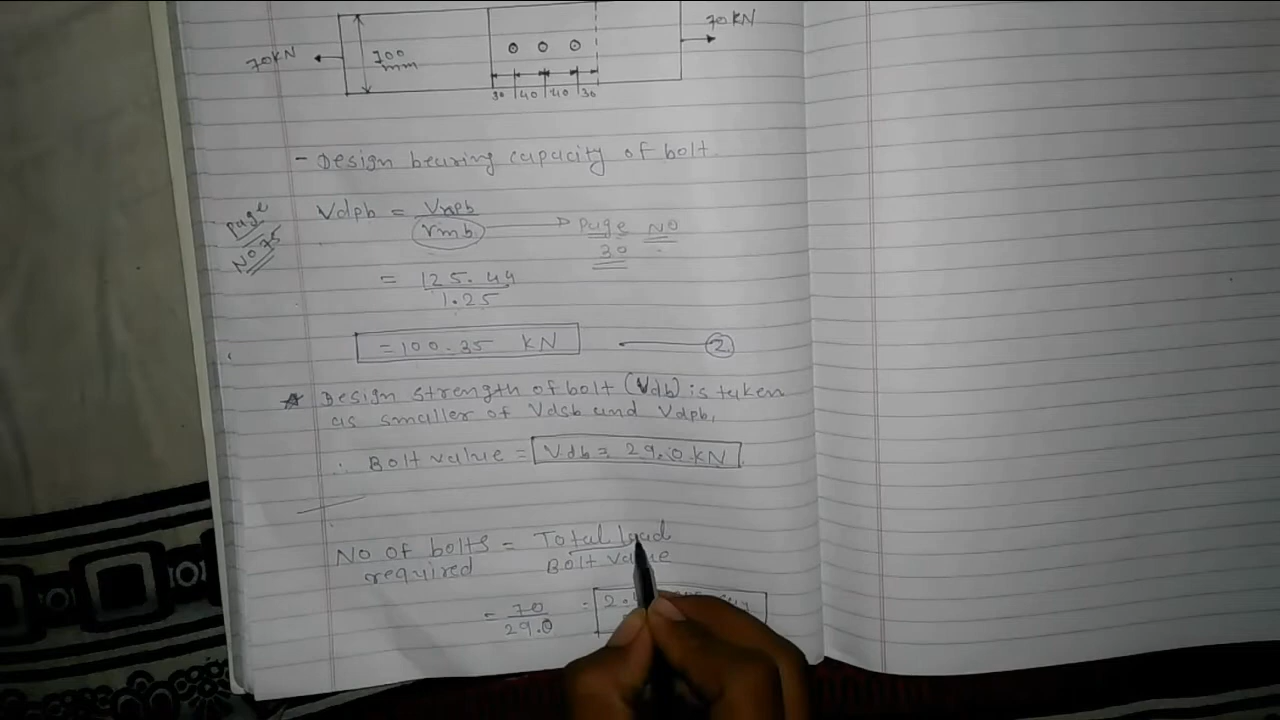 70KN
70KN
100
mm
30 40 40 30
- Design bearing capacity of bolt.
Page
No 75
Vdpb = Vnpb
rmb
Page No
30
= 125.44
1.25
= 100.35 KN
2
Design strength of bolt (Vdb) is taken
as smaller of Vdsb and Vdpb,
∴ Bolt value = Vdb = 29.0 KN
No of bolts = Total load
required Bolt value
= 70
29.0